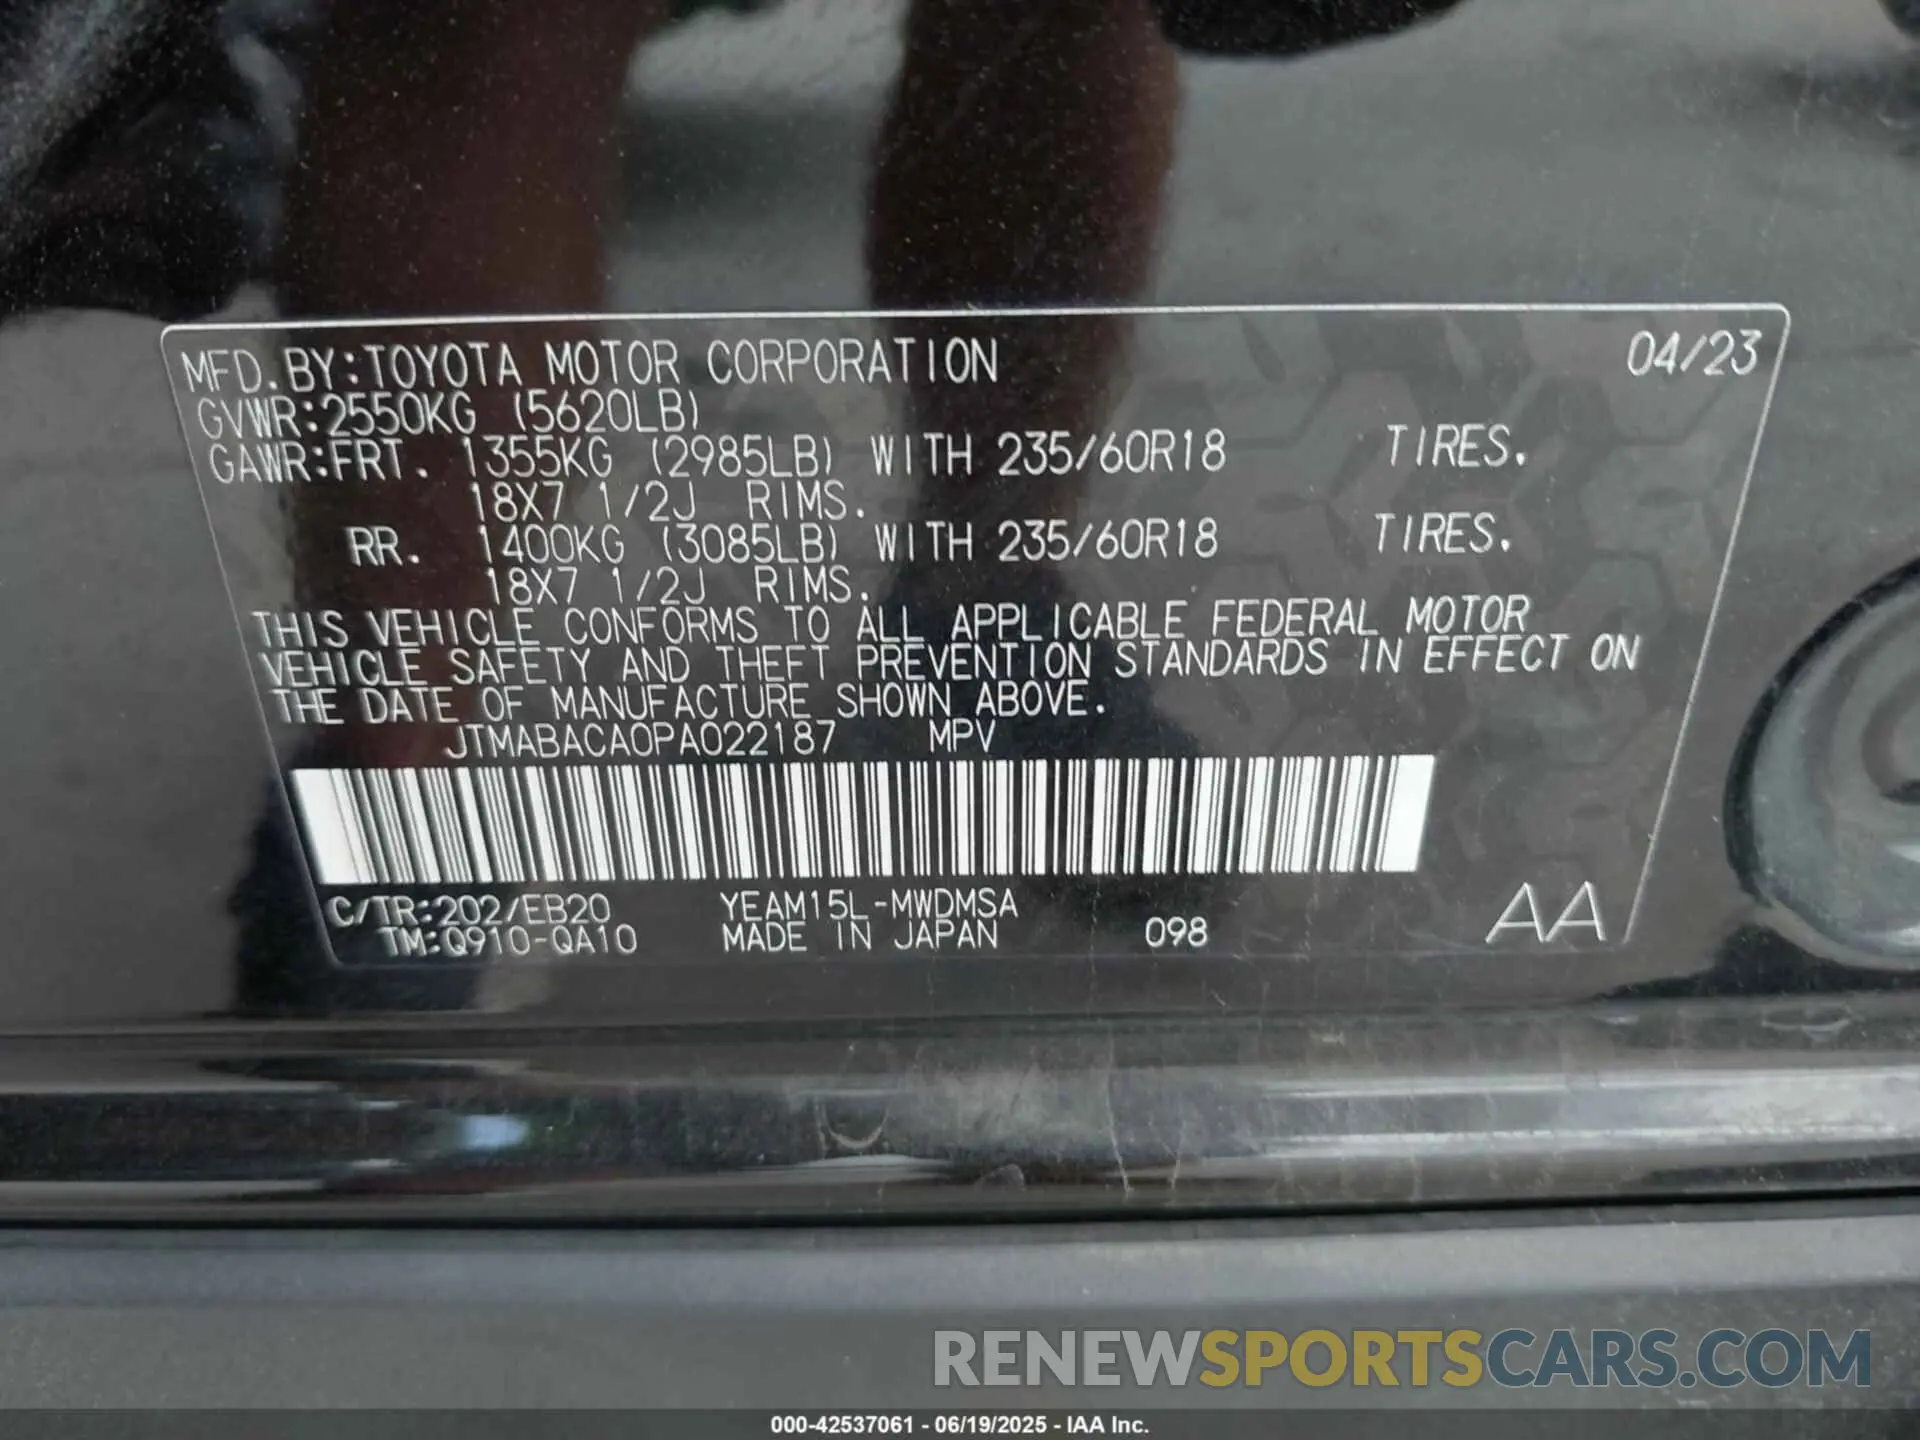 MFD.BY:TOYOTA MOTOR CORPORATION 04/23
GVWR:2550KG (5620LB)
GAWR:FRT. 1355KG (2985LB) WITH 235/60R18 TIRES.
18X7 1/2J RIMS.
RR. 1400KG (3085LB) WITH 235/60R18 TIRES.
18X7 1/2J RIMS.
THIS VEHICLE CONFORMS TO ALL APPLICABLE FEDERAL MOTOR
VEHICLE SAFETY AND THEFT PREVENTION STANDARDS IN EFFECT ON
THE DATE OF MANUFACTURE SHOWN ABOVE.
JTMABACA0PA022187 MPV
C/TR:202/EB20 YEAM15L-MWDMSA
TM:Q910-QA10 MADE IN JAPAN 098 AA
RENEWSPORTSCARS.COM
000-42537061 - 06/19/2025 - IAA Inc.